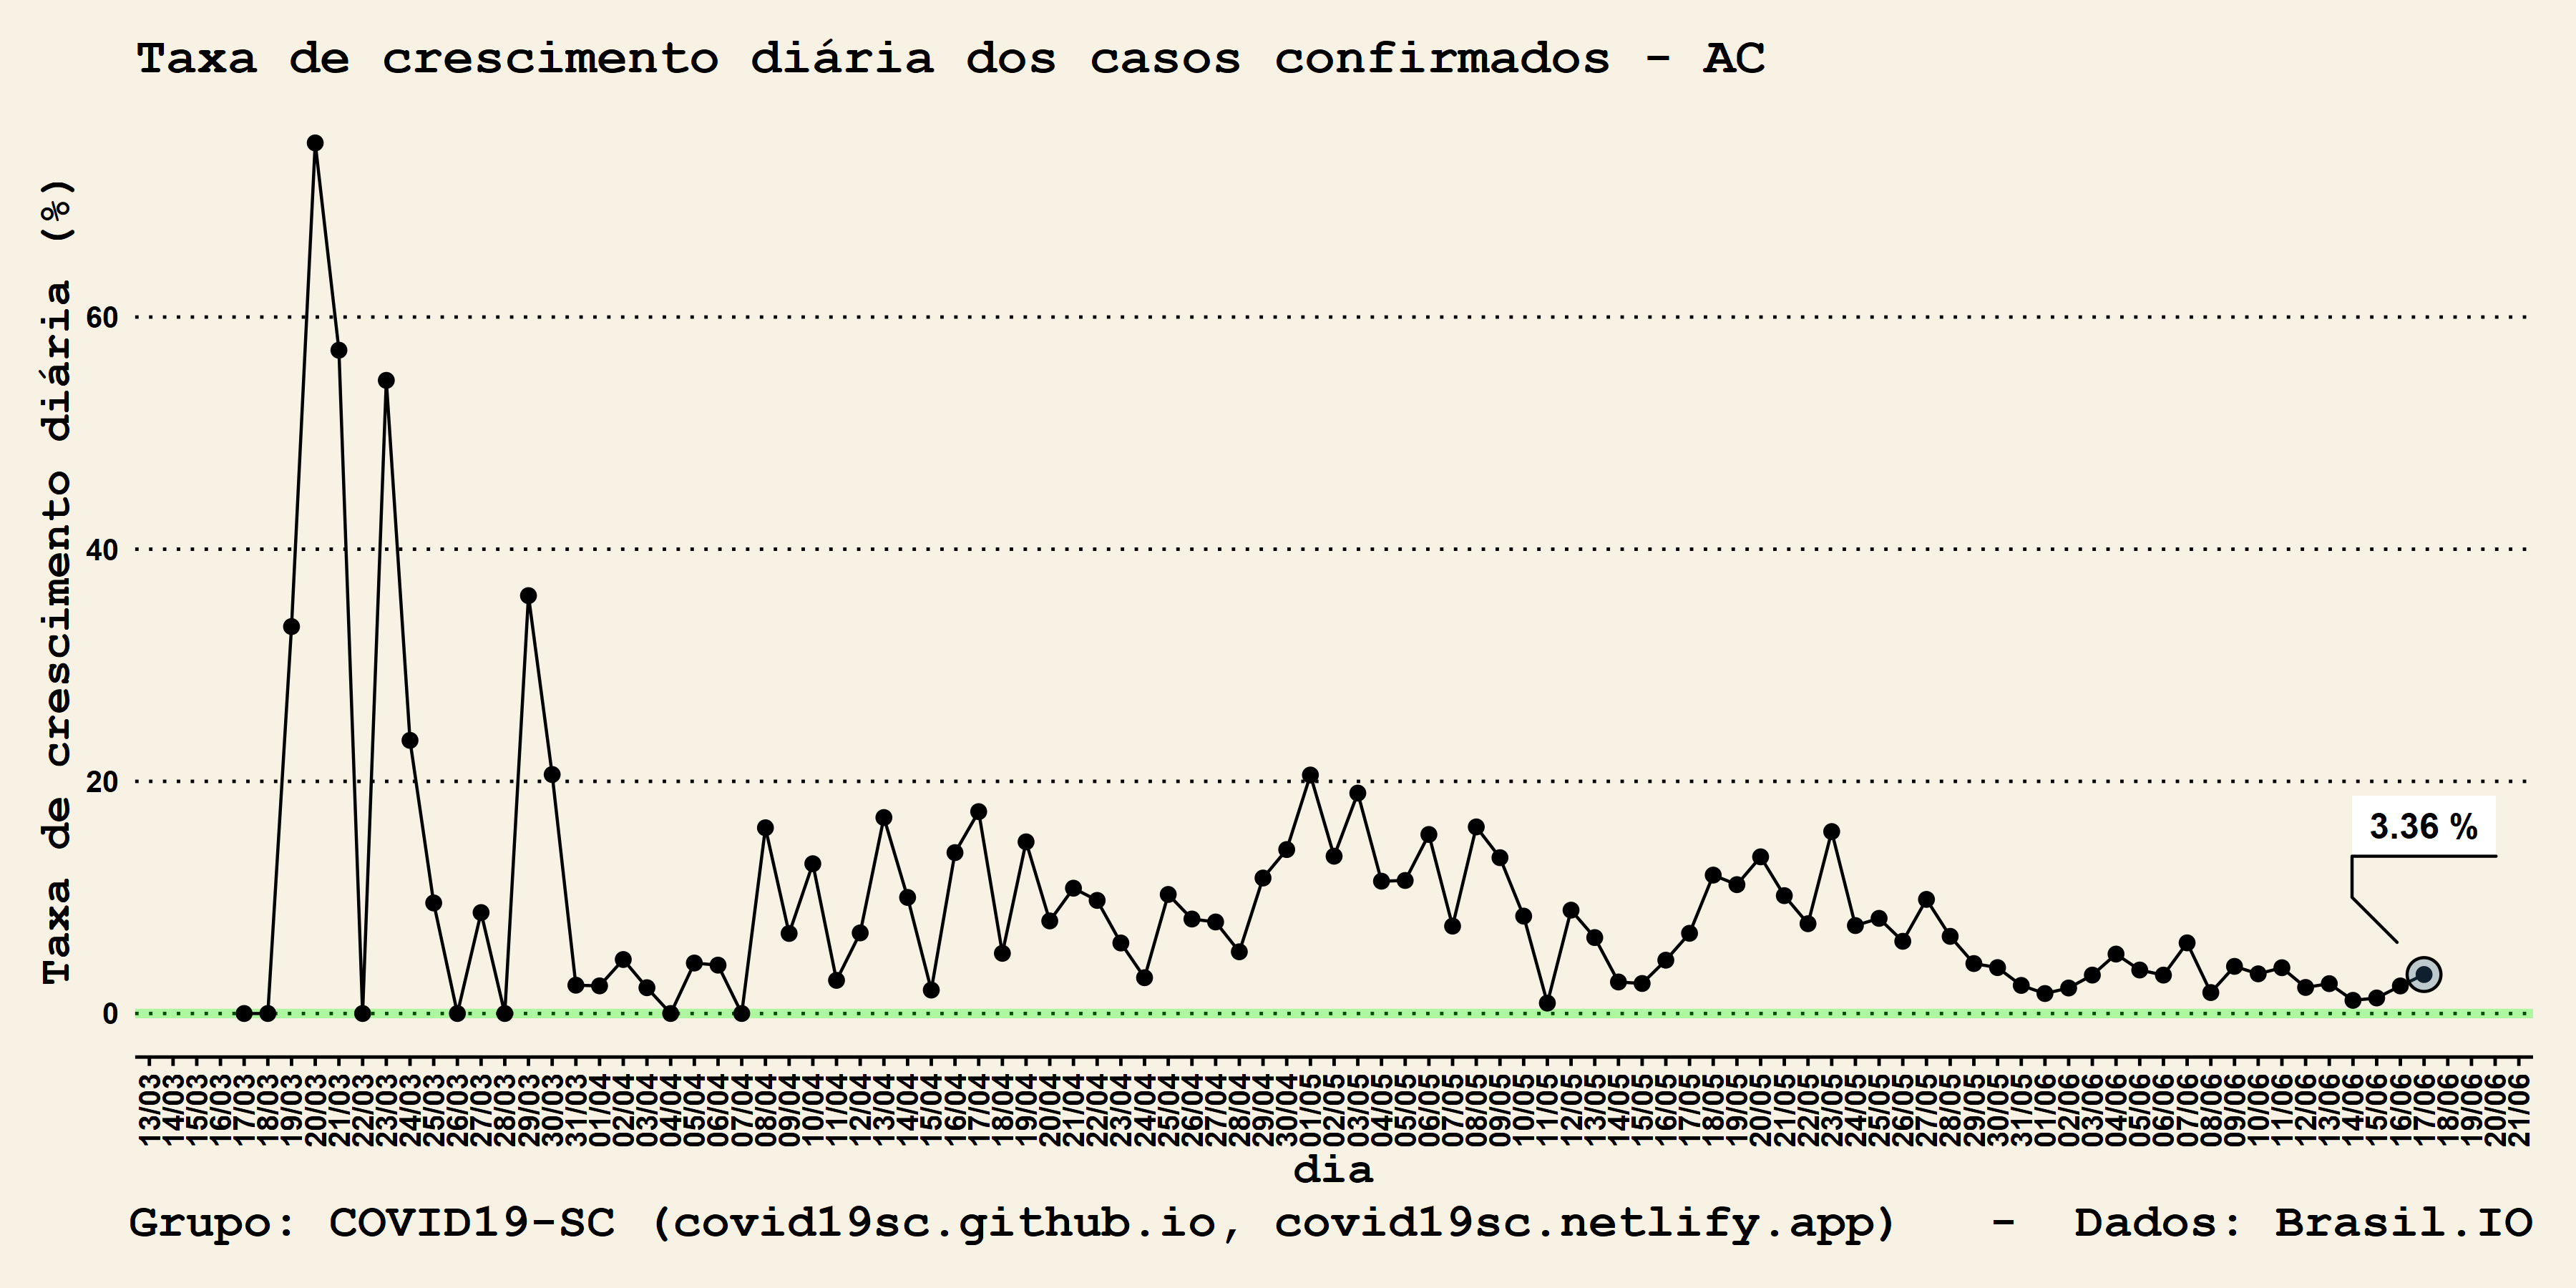 Taxa de crescimento diária dos casos confirmados - AC
Taxa de crescimento diária (%)
60
40
20
0
3.36 %
13/03 14/03 15/03 16/03 17/03 18/03 19/03 20/03 21/03 22/03 23/03 24/03 25/03 26/03 27/03 28/03 29/03 30/03 31/03 01/04 02/04 03/04 04/04 05/04 06/04 07/04 08/04 09/04 10/04 11/04 12/04 13/04 14/04 15/04 16/04 17/04 18/04 19/04 20/04 21/04 22/04 23/04 24/04 25/04 26/04 27/04 28/04 29/04 30/04 01/05 02/05 03/05 04/05 05/05 06/05 07/05 08/05 09/05 10/05 11/05 12/05 13/05 14/05 15/05 16/05 17/05 18/05 19/05 20/05 21/05 22/05 23/05 24/05 25/05 26/05 27/05 28/05 29/05 30/05 31/05 01/06 02/06 03/06 04/06 05/06 06/06 07/06 08/06 09/06 10/06 11/06 12/06 13/06 14/06 15/06 16/06 17/06 18/06 19/06 20/06 21/06
dia
Grupo: COVID19-SC (covid19sc.github.io, covid19sc.netlify.app) - Dados: Brasil.IO